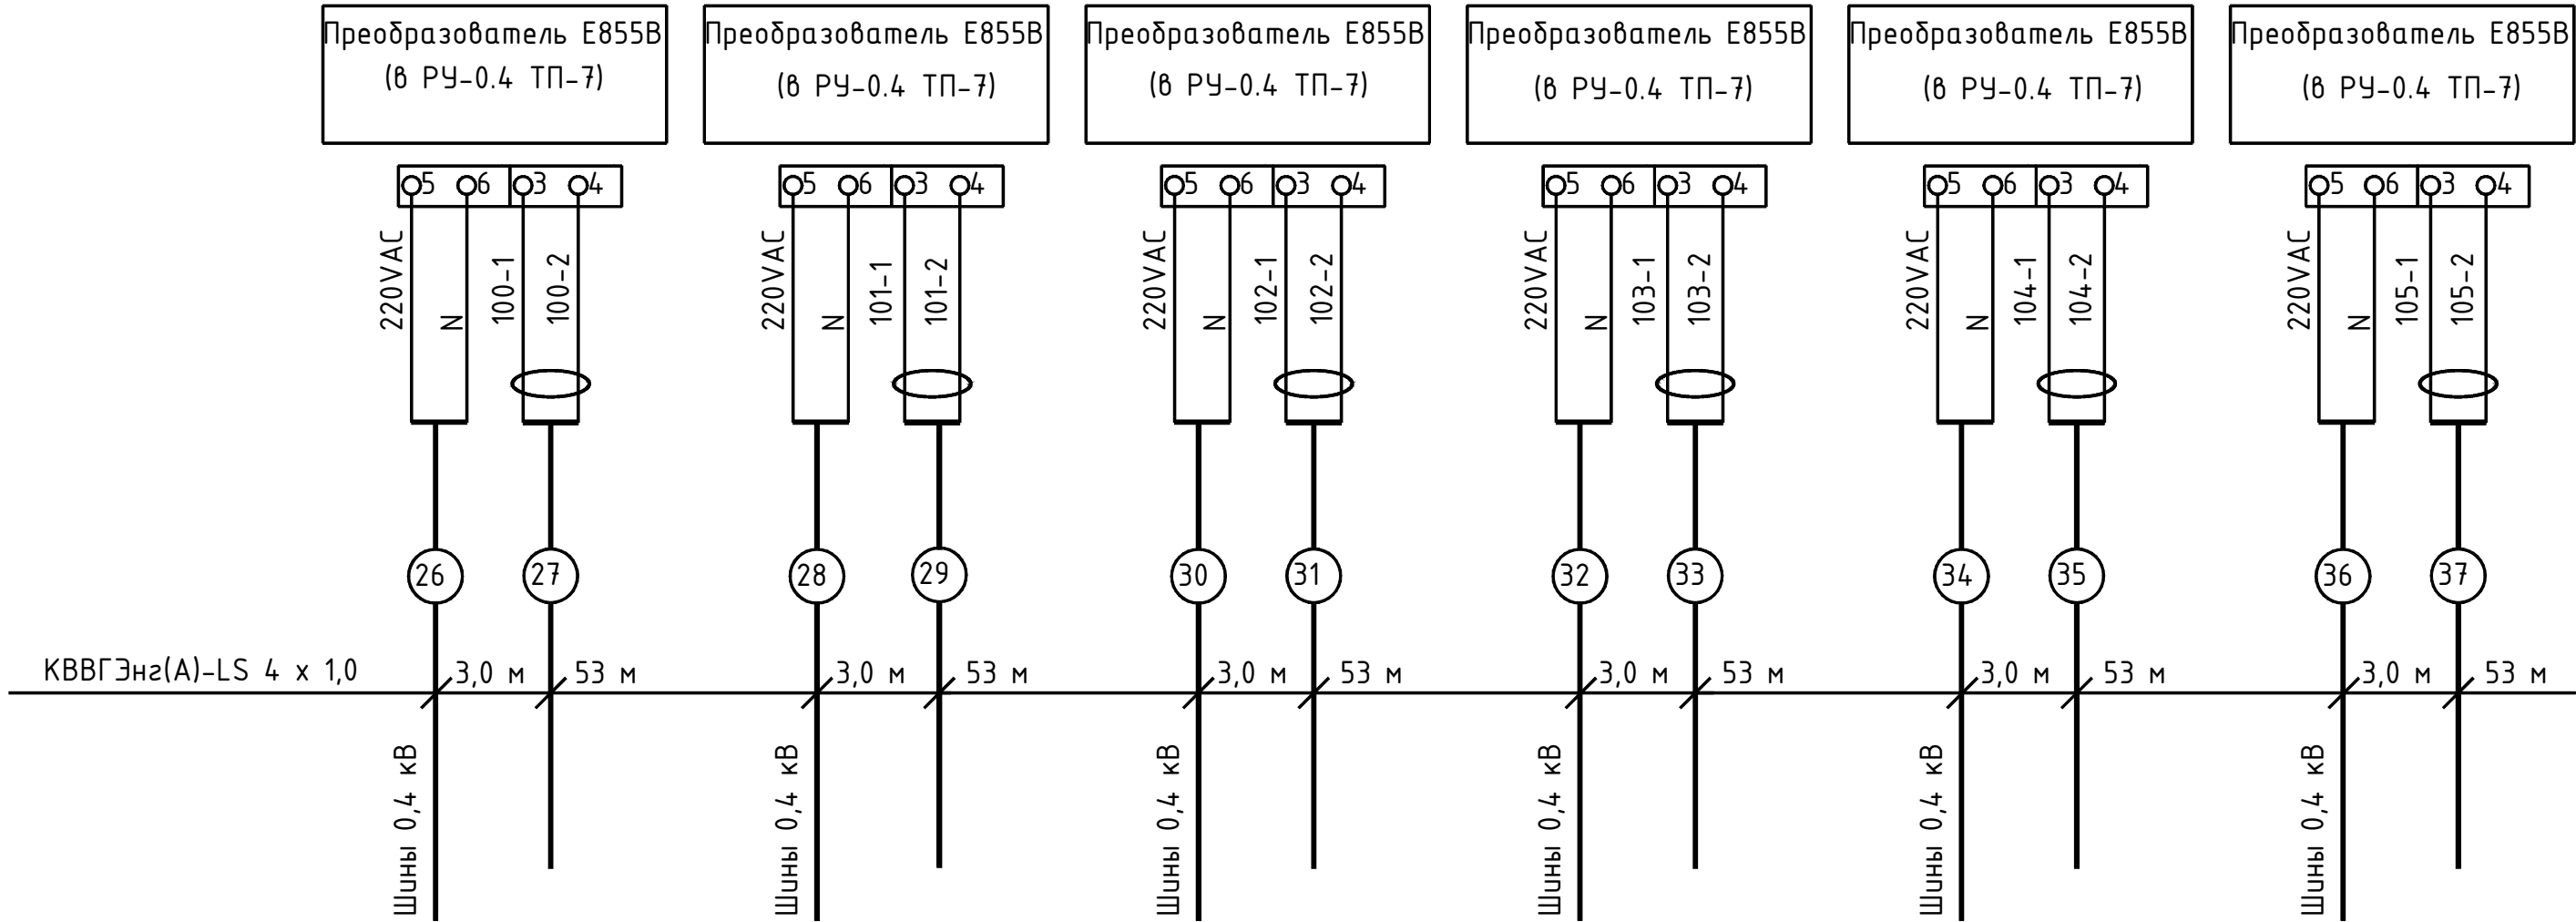 Преобразователь E855B
(в РУ-0.4 ТП-7)
Преобразователь E855B
(в РУ-0.4 ТП-7)
Преобразователь E855B
(в РУ-0.4 ТП-7)
Преобразователь E855B
(в РУ-0.4 ТП-7)
Преобразователь E855B
(в РУ-0.4 ТП-7)
Преобразователь E855B
(в РУ-0.4 ТП-7)
5 6 3 4
5 6 3 4
5 6 3 4
5 6 3 4
5 6 3 4
5 6 3 4
220VAC
N
100-1
100-2
220VAC
N
101-1
101-2
220VAC
N
102-1
102-2
220VAC
N
103-1
103-2
220VAC
N
104-1
104-2
220VAC
N
105-1
105-2
26
27
28
29
30
31
32
33
34
35
36
37
КВВГЭнг(А)-LS 4 х 1,0
3,0 м
53 м
3,0 м
53 м
3,0 м
53 м
3,0 м
53 м
3,0 м
53 м
3,0 м
53 м
Шины 0,4 кВ
Шины 0,4 кВ
Шины 0,4 кВ
Шины 0,4 кВ
Шины 0,4 кВ
Шины 0,4 кВ